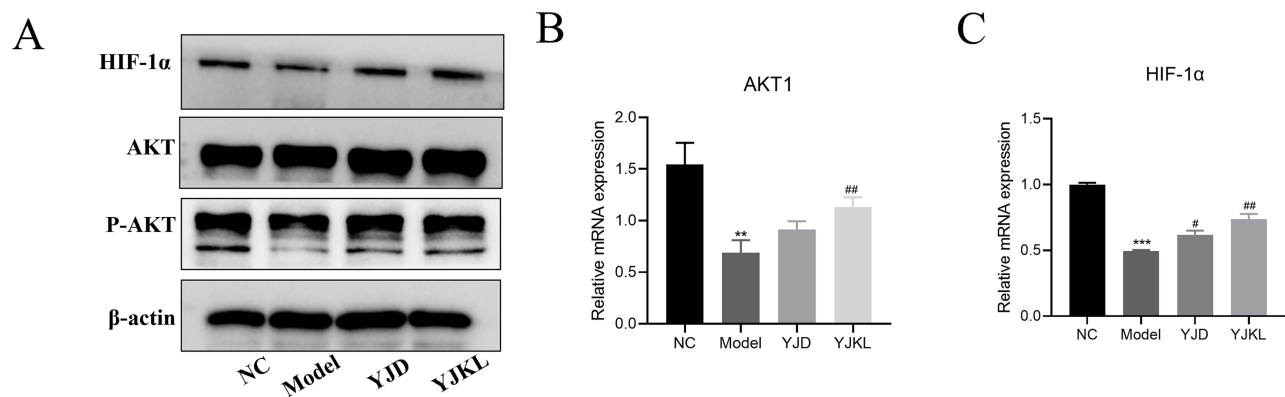 A
HIF-1α
AKT
P-AKT
β-actin
NC Model YJD YJKL
B
AKT1
Relative mRNA expression
2.0
1.5
1.0
0.5
0.0
**
##
NC Model YJD YJKL
C
HIF-1α
Relative mRNA expression
1.5
1.0
0.5
0.0
***
#
##
NC Model YJD YJKL